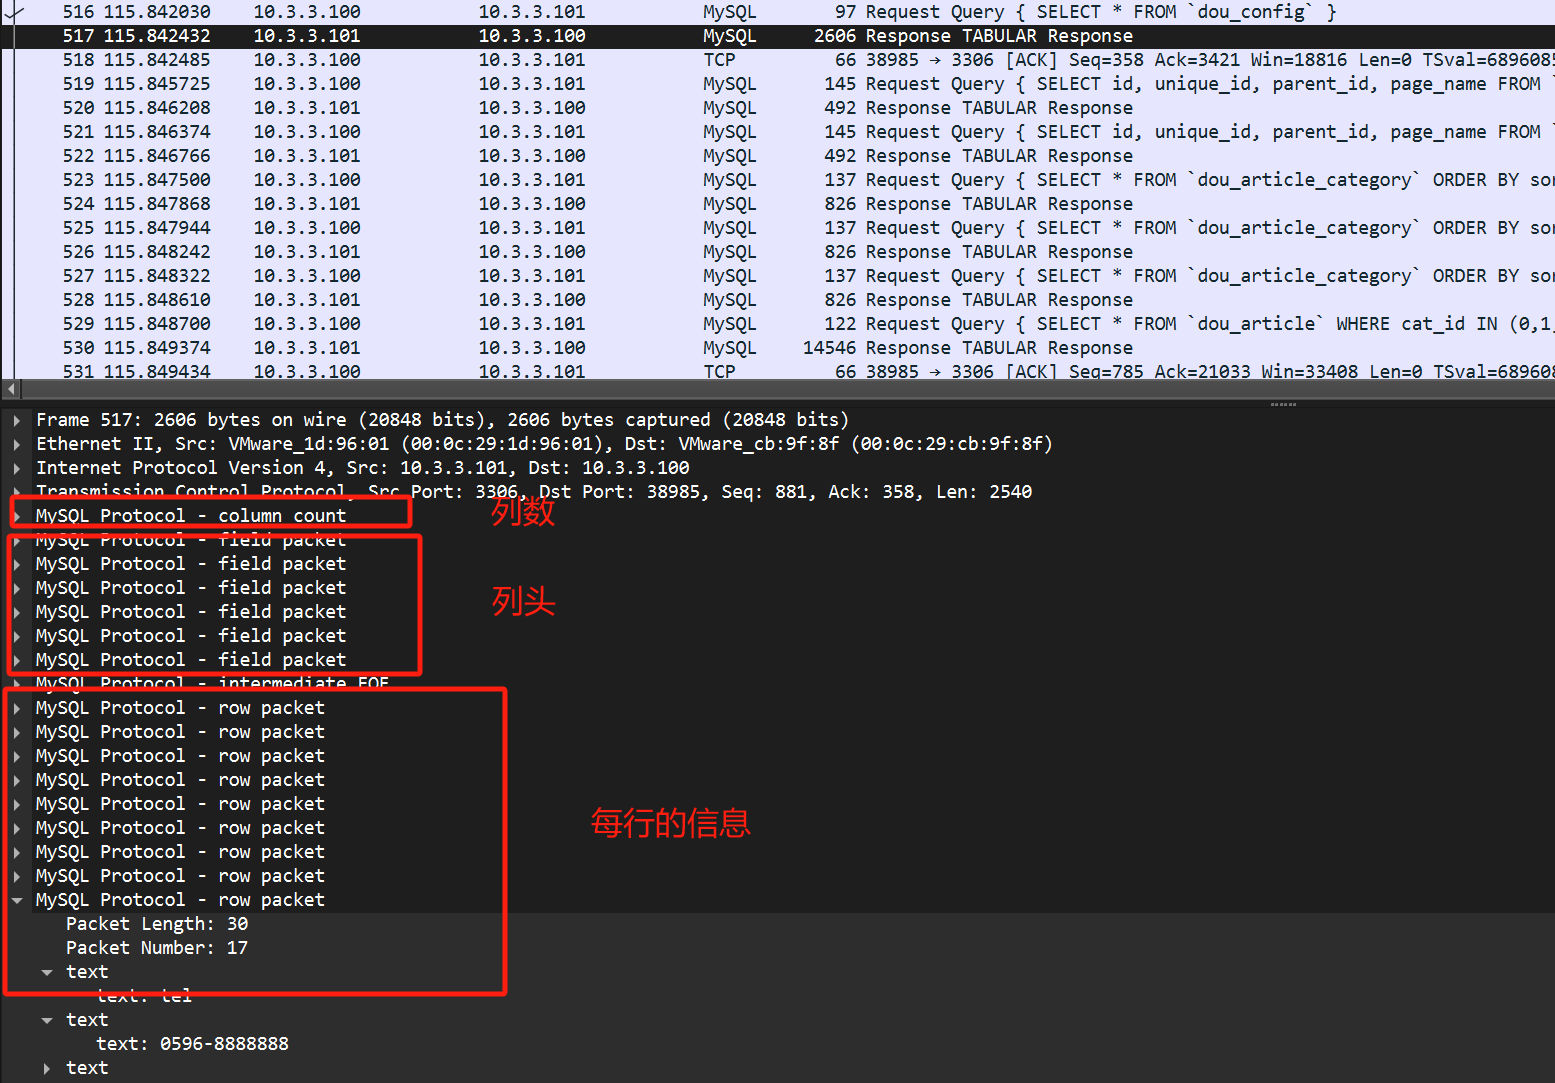 516 115.842030 10.3.3.100 10.3.3.101 MySQL 97 Request Query { SELECT * FROM `dou_config` }
517 115.842432 10.3.3.101 10.3.3.100 MySQL 2606 Response TABULAR Response
518 115.842485 10.3.3.100 10.3.3.101 TCP 66 38985 → 3306 [ACK] Seq=358 Ack=3421 Win=18816 Len=0 TSval=6896085
519 115.845725 10.3.3.100 10.3.3.101 MySQL 145 Request Query { SELECT id, unique_id, parent_id, page_name FROM `
520 115.846208 10.3.3.101 10.3.3.100 MySQL 492 Response TABULAR Response
521 115.846374 10.3.3.100 10.3.3.101 MySQL 145 Request Query { SELECT id, unique_id, parent_id, page_name FROM `
522 115.846766 10.3.3.101 10.3.3.100 MySQL 492 Response TABULAR Response
523 115.847500 10.3.3.100 10.3.3.101 MySQL 137 Request Query { SELECT * FROM `dou_article_category` ORDER BY sor
524 115.847868 10.3.3.101 10.3.3.100 MySQL 826 Response TABULAR Response
525 115.847944 10.3.3.100 10.3.3.101 MySQL 137 Request Query { SELECT * FROM `dou_article_category` ORDER BY sor
526 115.848242 10.3.3.101 10.3.3.100 MySQL 826 Response TABULAR Response
527 115.848322 10.3.3.100 10.3.3.101 MySQL 137 Request Query { SELECT * FROM `dou_article_category` ORDER BY sor
528 115.848610 10.3.3.101 10.3.3.100 MySQL 826 Response TABULAR Response
529 115.848700 10.3.3.100 10.3.3.101 MySQL 122 Request Query { SELECT * FROM `dou_article` WHERE cat_id IN (0,1,
530 115.849374 10.3.3.101 10.3.3.100 MySQL 14546 Response TABULAR Response
531 115.849434 10.3.3.100 10.3.3.101 TCP 66 38985 → 3306 [ACK] Seq=785 Ack=21033 Win=33408 Len=0 TSval=689608
Frame 517: 2606 bytes on wire (20848 bits), 2606 bytes captured (20848 bits)
Ethernet II, Src: VMware_1d:96:01 (00:0c:29:1d:96:01), Dst: VMware_cb:9f:8f (00:0c:29:cb:9f:8f)
Internet Protocol Version 4, Src: 10.3.3.101, Dst: 10.3.3.100
Transmission Control Protocol, Src Port: 3306, Dst Port: 38985, Seq: 881, Ack: 358, Len: 2540
MySQL Protocol - column count 列数
MySQL Protocol - field packet
MySQL Protocol - field packet
MySQL Protocol - field packet
MySQL Protocol - field packet 列头
MySQL Protocol - field packet
MySQL Protocol - field packet
MySQL Protocol - intermediate EOF
MySQL Protocol - row packet
MySQL Protocol - row packet
MySQL Protocol - row packet
MySQL Protocol - row packet
MySQL Protocol - row packet
MySQL Protocol - row packet 每行的信息
MySQL Protocol - row packet
MySQL Protocol - row packet
MySQL Protocol - row packet
Packet Length: 30
Packet Number: 17
text
text: tel
text
text: 0596-8888888
text